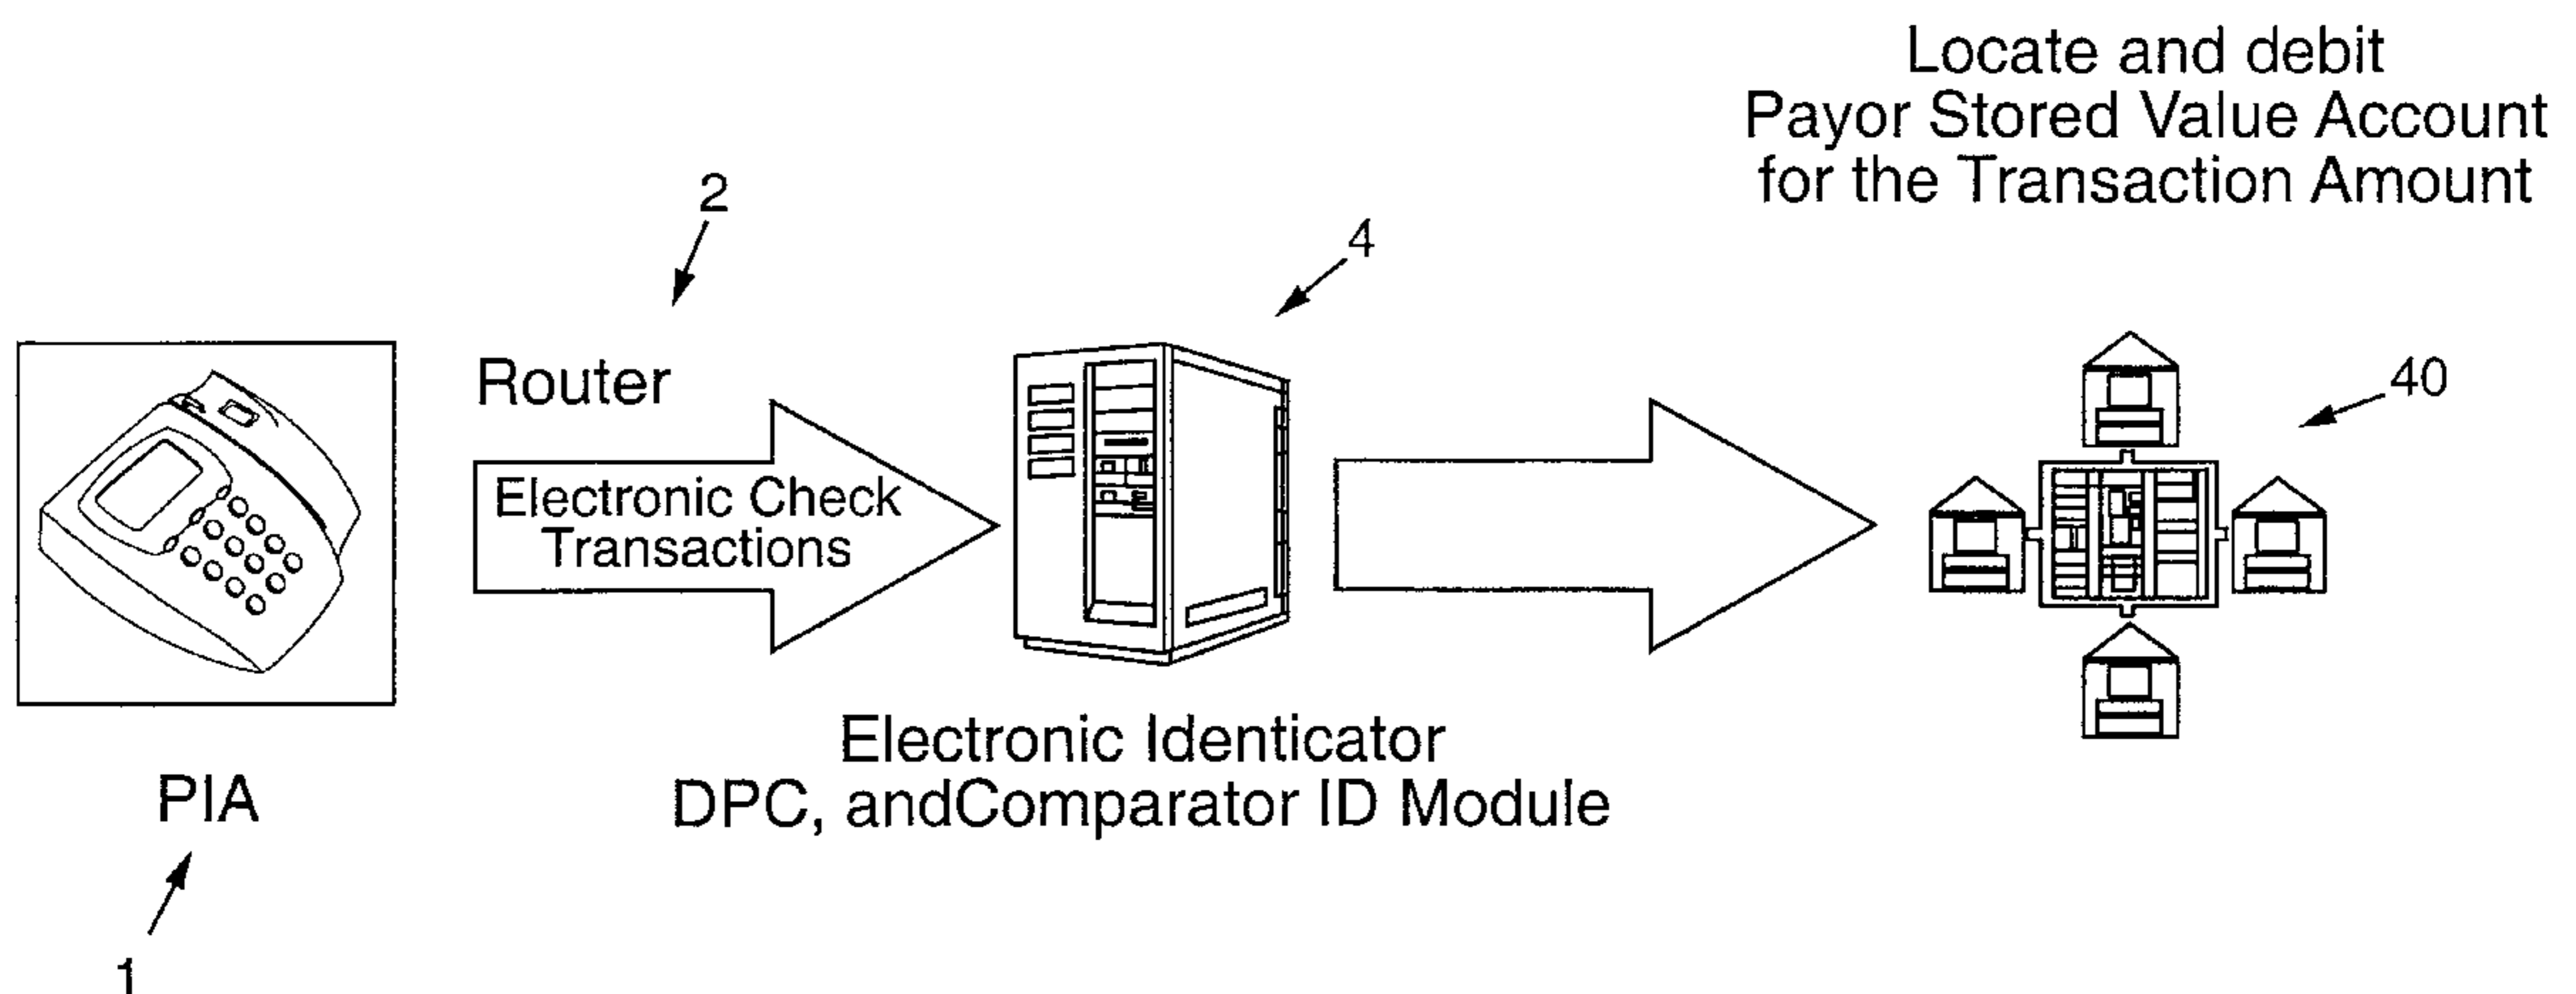 Locate and debit
Payor Stored Value Account
for the Transaction Amount
2
4
40
Router
Electronic Check
Transactions
Electronic Identicator
DPC, andComparator ID Module
PIA
1